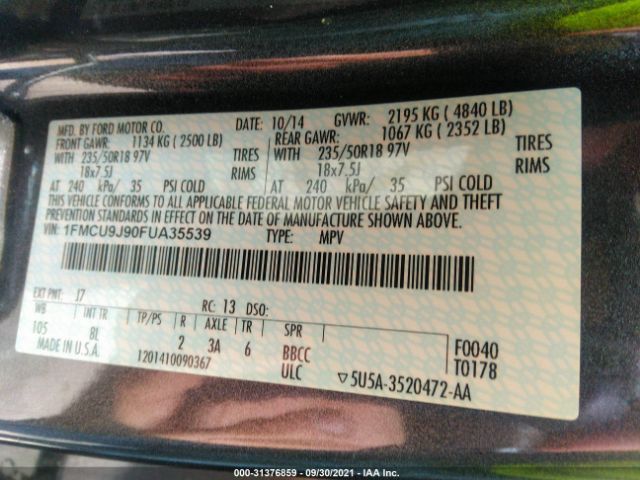 MFD. BY FORD MOTOR CO.
DATE: 10/14 GVWR: 2195 KG ( 4840 LB)
FRONT GAWR: 1134 KG ( 2500 LB) REAR GAWR: 1067 KG ( 2352 LB)
WITH 235/50R18 97V TIRES WITH 235/50R18 97V TIRES
18x7.5J RIMS 18x7.5J RIMS
AT 240 kPa/ 35 PSI COLD AT 240 kPa/ 35 PSI COLD
THIS VEHICLE CONFORMS TO ALL APPLICABLE FEDERAL MOTOR VEHICLE SAFETY AND THEFT
PREVENTION STANDARDS IN EFFECT ON THE DATE OF MANUFACTURE SHOWN ABOVE.
VIN: 1FMCU9J90FUA35539 TYPE: MPV
EXT PNT: J7 RC: 13 DSO:
WB INT TR TP/PS R AXLE TR SPR
105 8L 2 3A 6 BBCC F0040
MADE IN U.S.A. 1201410090367 ULC T0178
▽5U5A-3520472-AA
000-31376859 - 09/30/2021 - IAA Inc.